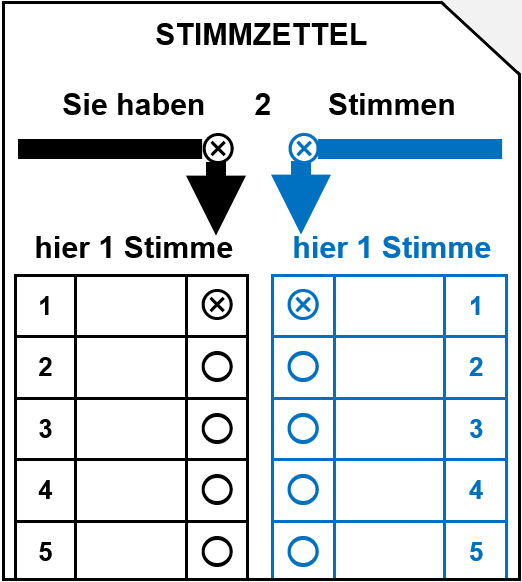 STIMMZETTEL
Sie haben 2 Stimmen
hier 1 Stimme hier 1 Stimme
1 1
2 2
3 3
4 4
5 5